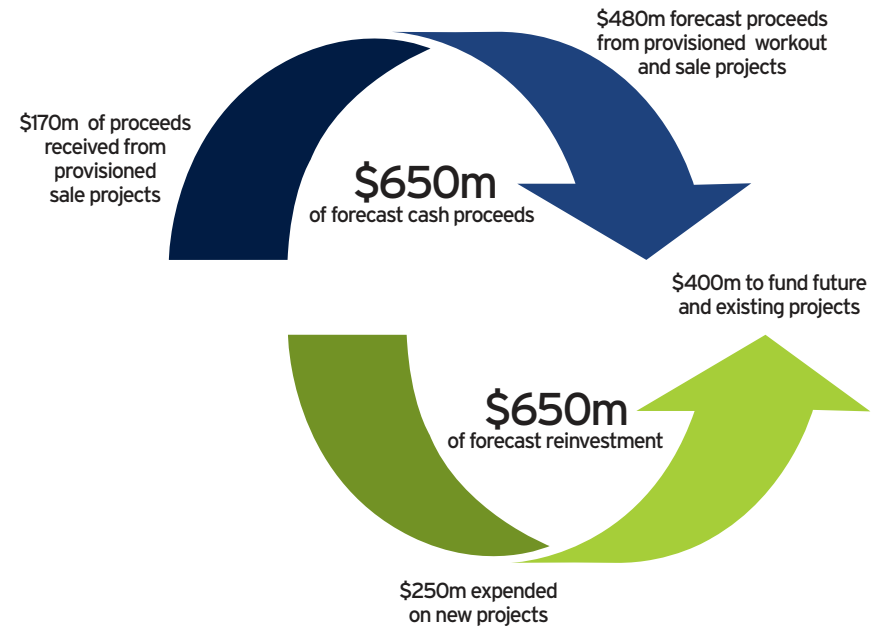 $480m forecast proceeds
from provisioned workout
and sale projects
$170m of proceeds
received from
provisioned
sale projects
$650m
of forecast cash proceeds
$400m to fund future
and existing projects
$650m
of forecast reinvestment
$250m expended
on new projects